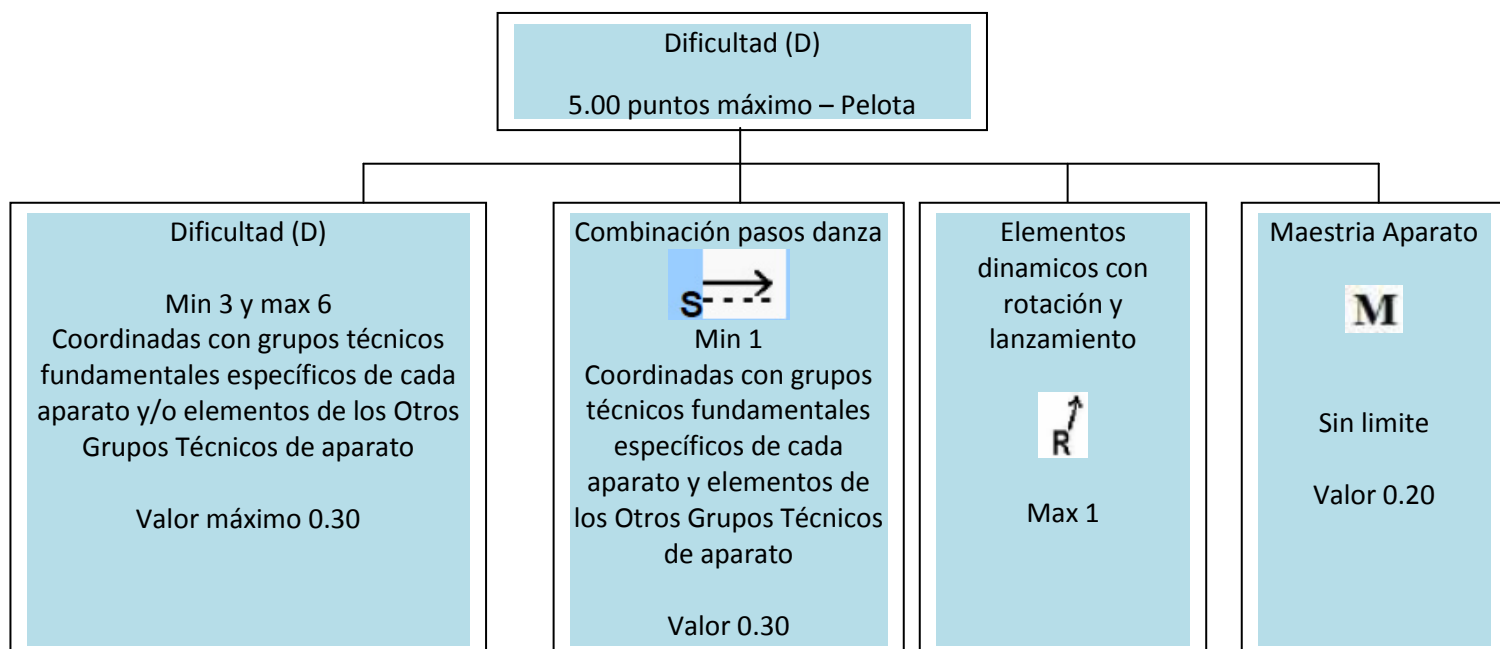 Dificultad (D)
5.00 puntos máximo – Pelota
Dificultad (D)
Min 3 y max 6
Coordinadas con grupos técnicos
fundamentales específicos de cada
aparato y/o elementos de los Otros
Grupos Técnicos de aparato
Valor máximo 0.30
Combinación pasos danza
S
Min 1
Coordinadas con grupos
técnicos fundamentales
específicos de cada
aparato y elementos de
los Otros Grupos Técnicos
de aparato
Valor 0.30
Elementos
dinamicos con
rotación y
lanzamiento
R
Max 1
Maestria Aparato
M
Sin limite
Valor 0.20